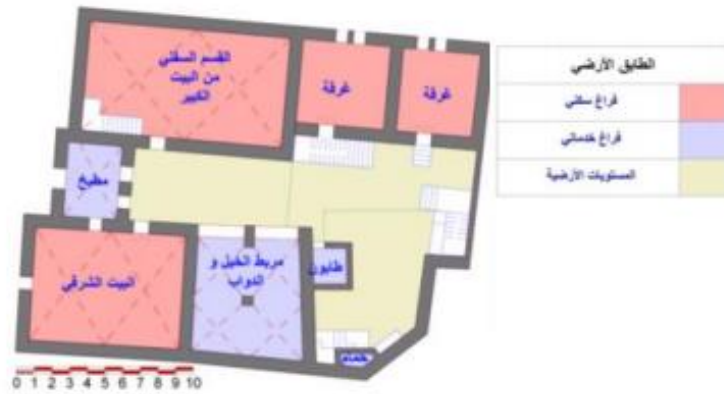 القسم السفلي
من البيت
الكبير
غرفة
غرفة
مطبخ
البيت الشرقي
مربط الخيل و
الدواب
طابون
حمام
الطابق الأرضي
فراغ سكني
فراغ خدماتي
المستويات الأرضية
0 1 2 3 4 5 6 7 8 9 10